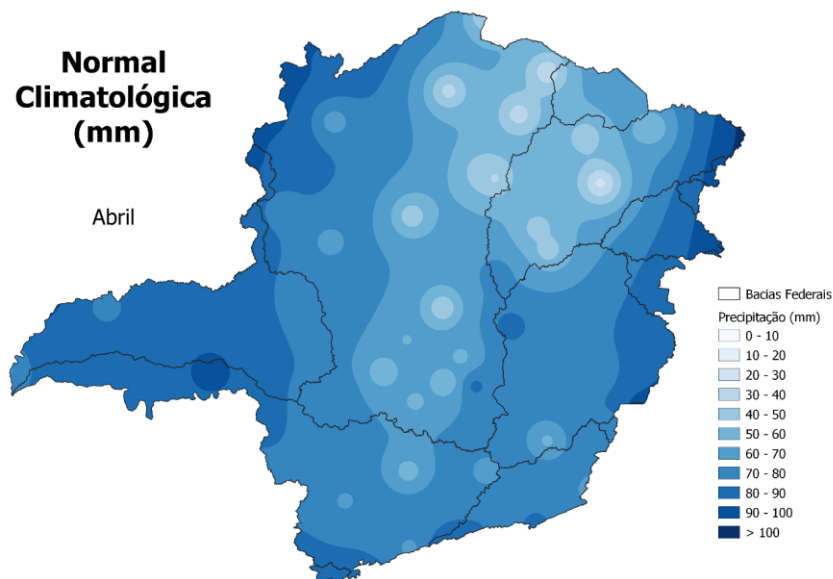 Normal
Climatológica
(mm)
Abril
Bacias Federais
Precipitação (mm)
0 - 10
10 - 20
20 - 30
30 - 40
40 - 50
50 - 60
60 - 70
70 - 80
80 - 90
90 - 100
> 100